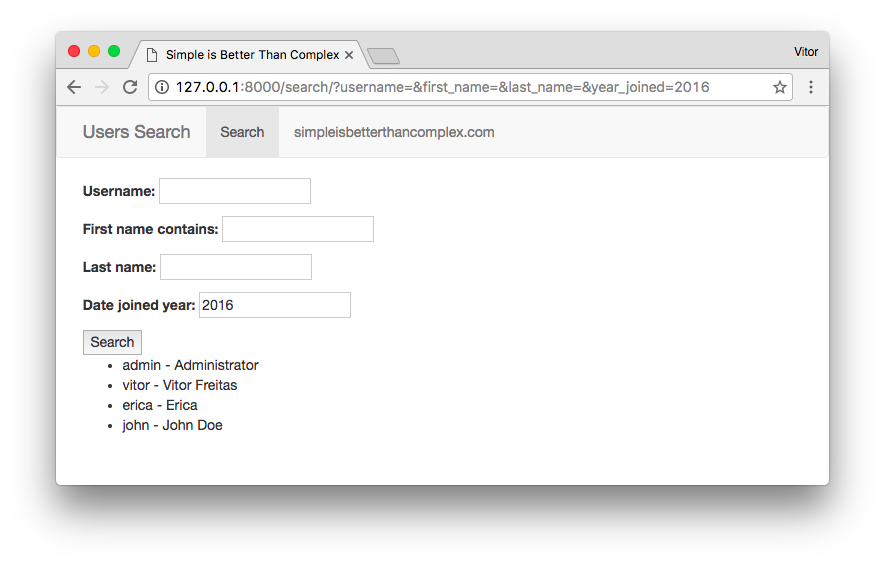 Simple is Better Than Complex
Vitor
127.0.0.1:8000/search/?username=&first_name=&last_name=&year_joined=2016
Users Search Search simpleisbetterthancomplex.com
Username:
First name contains:
Last name:
Date joined year: 2016
Search
• admin - Administrator
• vitor - Vitor Freitas
• erica - Erica
• john - John Doe